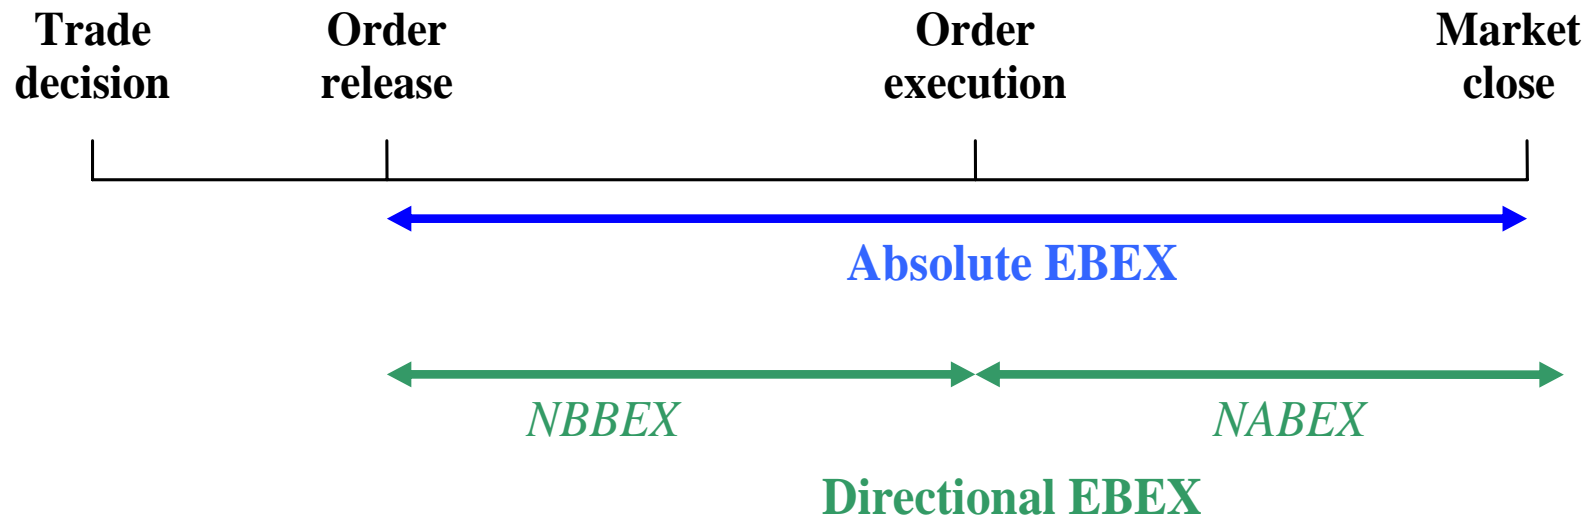 Trade
decision
Order
release
Order
execution
Market
close
Absolute EBEX
NBBEX
NABEX
Directional EBEX